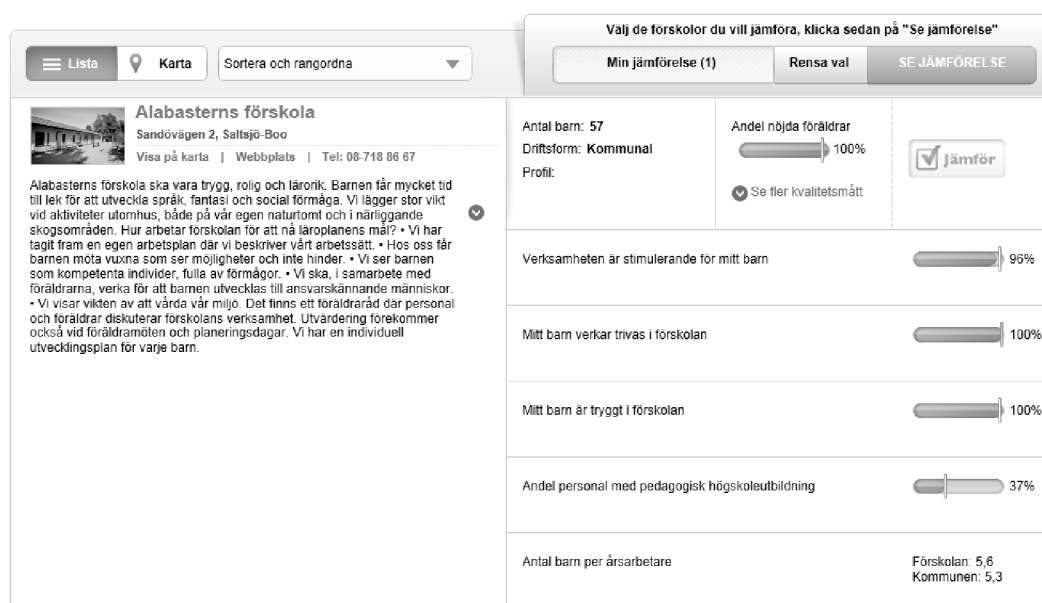 Välj de förskolor du vill jämföra, klicka sedan på "Se jämförelse"
Lista
Karta
Sortera och rangordna
Min jämförelse (1)
Rensa val
SE JÄMFÖRELSE
Alabasterns förskola
Sandövägen 2, Saltsjö-Boo
Visa på karta | Webbplats | Tel: 08-718 86 67
Alabasterns förskola ska vara trygg, rolig och lärorik. Barnen får mycket tid
till lek för att utveckla språk, fantasi och social förmåga. Vi lägger stor vikt
vid aktiviteter utomhus, både på vår egen naturtomt och i närliggande
skogsområden. Hur arbetar förskolan för att nå läroplanens mål? • Vi har
tagit fram en egen arbetsplan där vi beskriver vårt arbetssätt. • Hos oss får
barnen möta vuxna som ser möjligheter och inte hinder. • Vi ser barnen
som kompetenta individer, fulla av förmågor. • Vi ska, i samarbete med
föräldrarna, verka för att barnen utvecklas till ansvarskännande människor.
• Vi visar vikten av att vårda vår miljö. Det finns ett föräldraråd där personal
och föräldrar diskuterar förskolans verksamhet. Utvärdering förekommer
också vid föräldramöten och planeringsdagar. Vi har en individuell
utvecklingsplan för varje barn.
Antal barn: 57
Driftsform: Kommunal
Profil:
Andel nöjda föräldrar
100%
Se fler kvalitetsmått
Jämför
Verksamheten är stimulerande för mitt barn 96%
Mitt barn verkar trivas i förskolan 100%
Mitt barn är tryggt i förskolan 100%
Andel personal med pedagogisk högskoleutbildning 37%
Antal barn per årsarbetare Förskolan: 5,6
Kommunen: 5,3